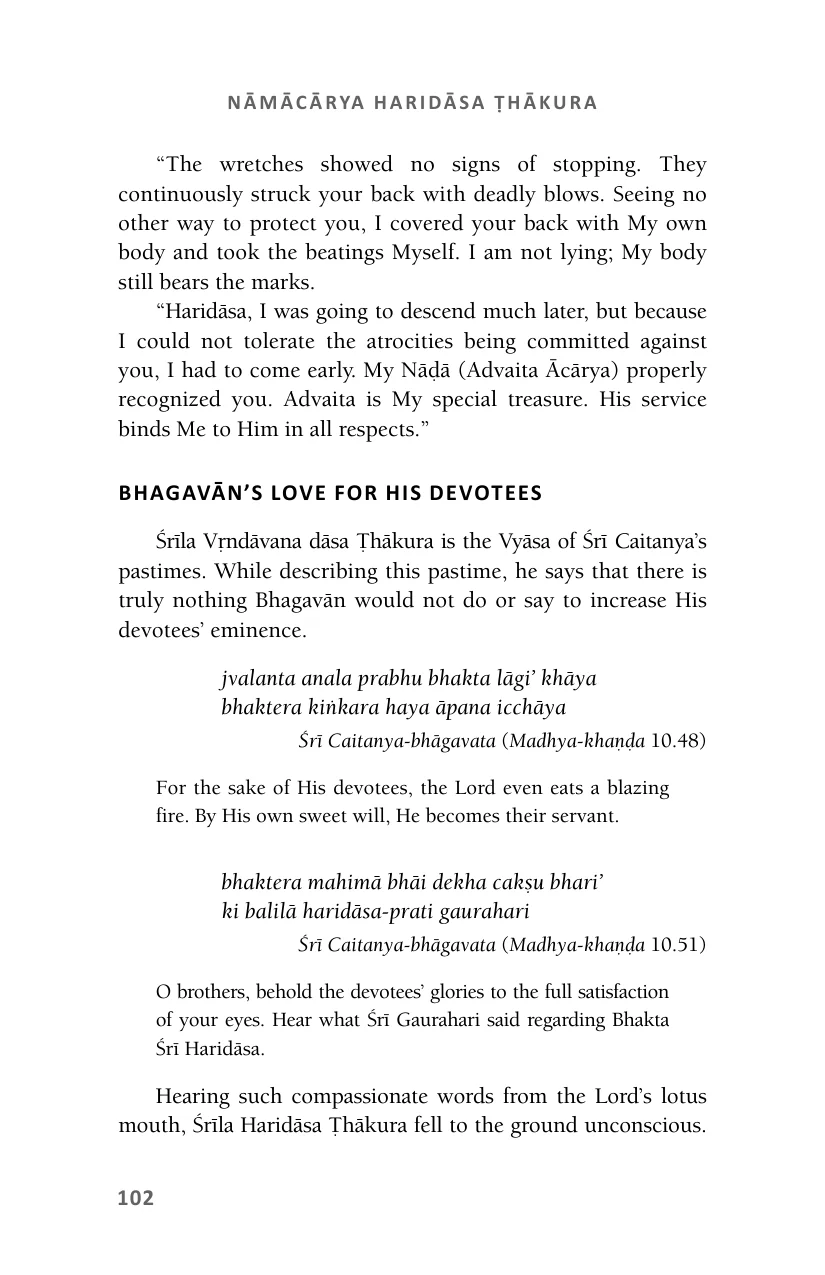 NĀMĀCĀRYA HARIDĀSA ṬHĀKURA
“The wretches showed no signs of stopping. They
continuously struck your back with deadly blows. Seeing no
other way to protect you, I covered your back with My own
body and took the beatings Myself. I am not lying; My body
still bears the marks.
“Haridāsa, I was going to descend much later, but because
I could not tolerate the atrocities being committed against
you, I had to come early. My Nāḍā (Advaita Ācārya) properly
recognized you. Advaita is My special treasure. His service
binds Me to Him in all respects.”
BHAGAVĀN’S LOVE FOR HIS DEVOTEES
Śrīla Vṛndāvana dāsa Ṭhākura is the Vyāsa of Śrī Caitanya’s
pastimes. While describing this pastime, he says that there is
truly nothing Bhagavān would not do or say to increase His
devotees’ eminence.
jvalanta anala prabhu bhakta lāgi’ khāya
bhaktera kiṅkara haya āpana icchāya
Śrī Caitanya-bhāgavata (Madhya-khaṇḍa 10.48)
For the sake of His devotees, the Lord even eats a blazing
fire. By His own sweet will, He becomes their servant.
bhaktera mahimā bhāi dekha cakṣu bhari’
ki balilā haridāsa-prati gaurahari
Śrī Caitanya-bhāgavata (Madhya-khaṇḍa 10.51)
O brothers, behold the devotees’ glories to the full satisfaction
of your eyes. Hear what Śrī Gaurahari said regarding Bhakta
Śrī Haridāsa.
Hearing such compassionate words from the Lord’s lotus
mouth, Śrīla Haridāsa Ṭhākura fell to the ground unconscious.
102